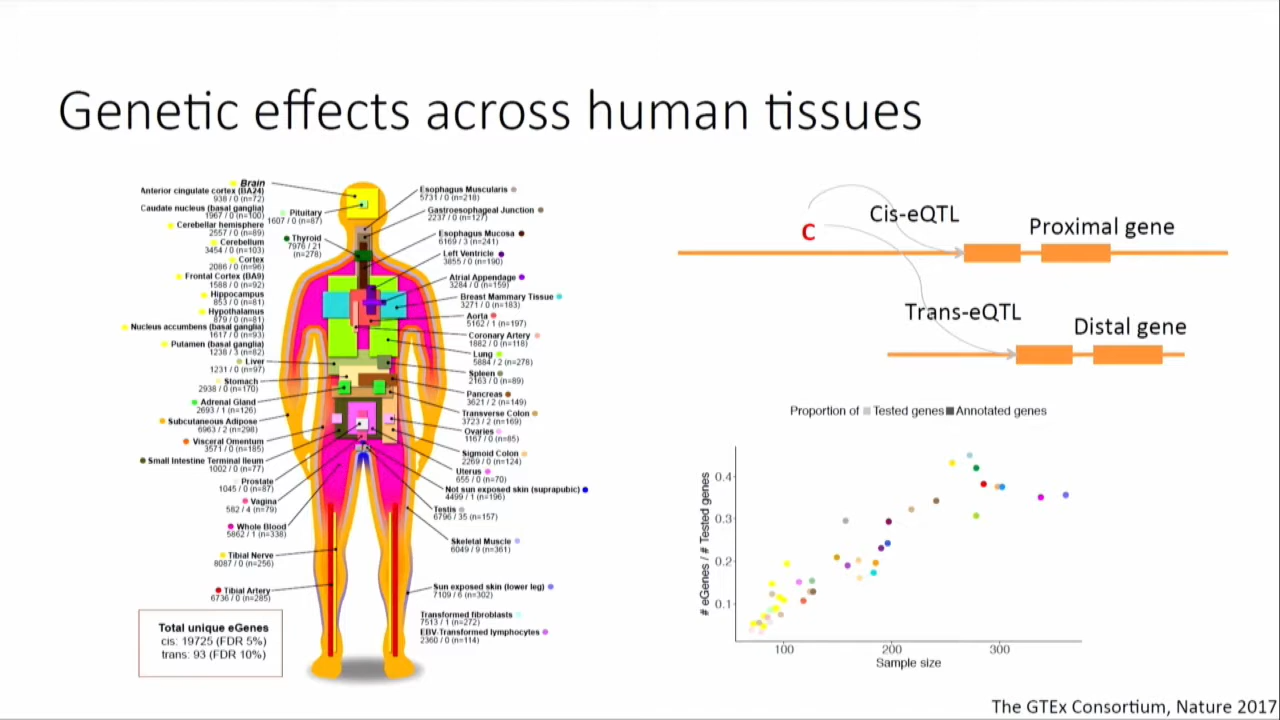 Genetic effects across human tissues
Brain
Anterior cingulate cortex (BA24)
938 / 0 (n=72)
Caudate nucleus (basal ganglia)
1967 / 0 (n=100)
Cerebellar hemisphere
2557 / 0 (n=89)
Cerebellum
3454 / 0 (n=103)
Cortex
2086 / 0 (n=96)
Frontal Cortex (BA9)
1588 / 0 (n=92)
Hippocampus
853 / 0 (n=81)
Hypothalamus
879 / 0 (n=81)
Nucleus accumbens (basal ganglia)
1617 / 0 (n=93)
Putamen (basal ganglia)
1238 / 3 (n=82)
Liver
1231 / 0 (n=97)
Stomach
2938 / 0 (n=170)
Adrenal Gland
2693 / 1 (n=126)
Subcutaneous Adipose
6963 / 2 (n=298)
Visceral Omentum
3571 / 0 (n=185)
Small Intestine Terminal Ileum
1002 / 0 (n=77)
Prostate
1045 / 0 (n=87)
Vagina
582 / 4 (n=79)
Whole Blood
5862 / 1 (n=338)
Tibial Nerve
8087 / 0 (n=256)
Tibial Artery
6736 / 0 (n=285)
Pituitary
1607 / 0 (n=87)
Thyroid
7976 / 21
(n=278)
Esophagus Muscularis
5731 / 0 (n=218)
Gastroesophageal Junction
2237 / 0 (n=127)
Esophagus Mucosa
6169 / 3 (n=241)
Left Ventricle
3855 / 0 (n=190)
Atrial Appendage
3284 / 0 (n=159)
Breast Mammary Tissue
3271 / 0 (n=183)
Aorta
5162 / 1 (n=197)
Coronary Artery
1882 / 0 (n=118)
Lung
5884 / 2 (n=278)
Spleen
2163 / 0 (n=89)
Pancreas
3621 / 2 (n=149)
Transverse Colon
3723 / 2 (n=169)
Ovaries
1167 / 0 (n=85)
Sigmoid Colon
2269 / 0 (n=124)
Uterus
655 / 0 (n=70)
Not sun exposed skin (suprapubic)
4499 / 1 (n=196)
Testis
6796 / 35 (n=157)
Skeletal Muscle
6049 / 9 (n=361)
Sun exposed skin (lower leg)
7109 / 6 (n=302)
Transformed fibroblasts
7513 / 1 (n=272)
EBV-Transformed lymphocytes
2360 / 0 (n=114)
Total unique eGenes
cis: 19725 (FDR 5%)
trans: 93 (FDR 10%)
C
Cis-eQTL
Proximal gene
Trans-eQTL
Distal gene
Proportion of Tested genes Annotated genes
# eGenes / # Tested genes
0.4
0.3
0.2
0.1
100 200 300
Sample size
The GTEx Consortium, Nature 2017